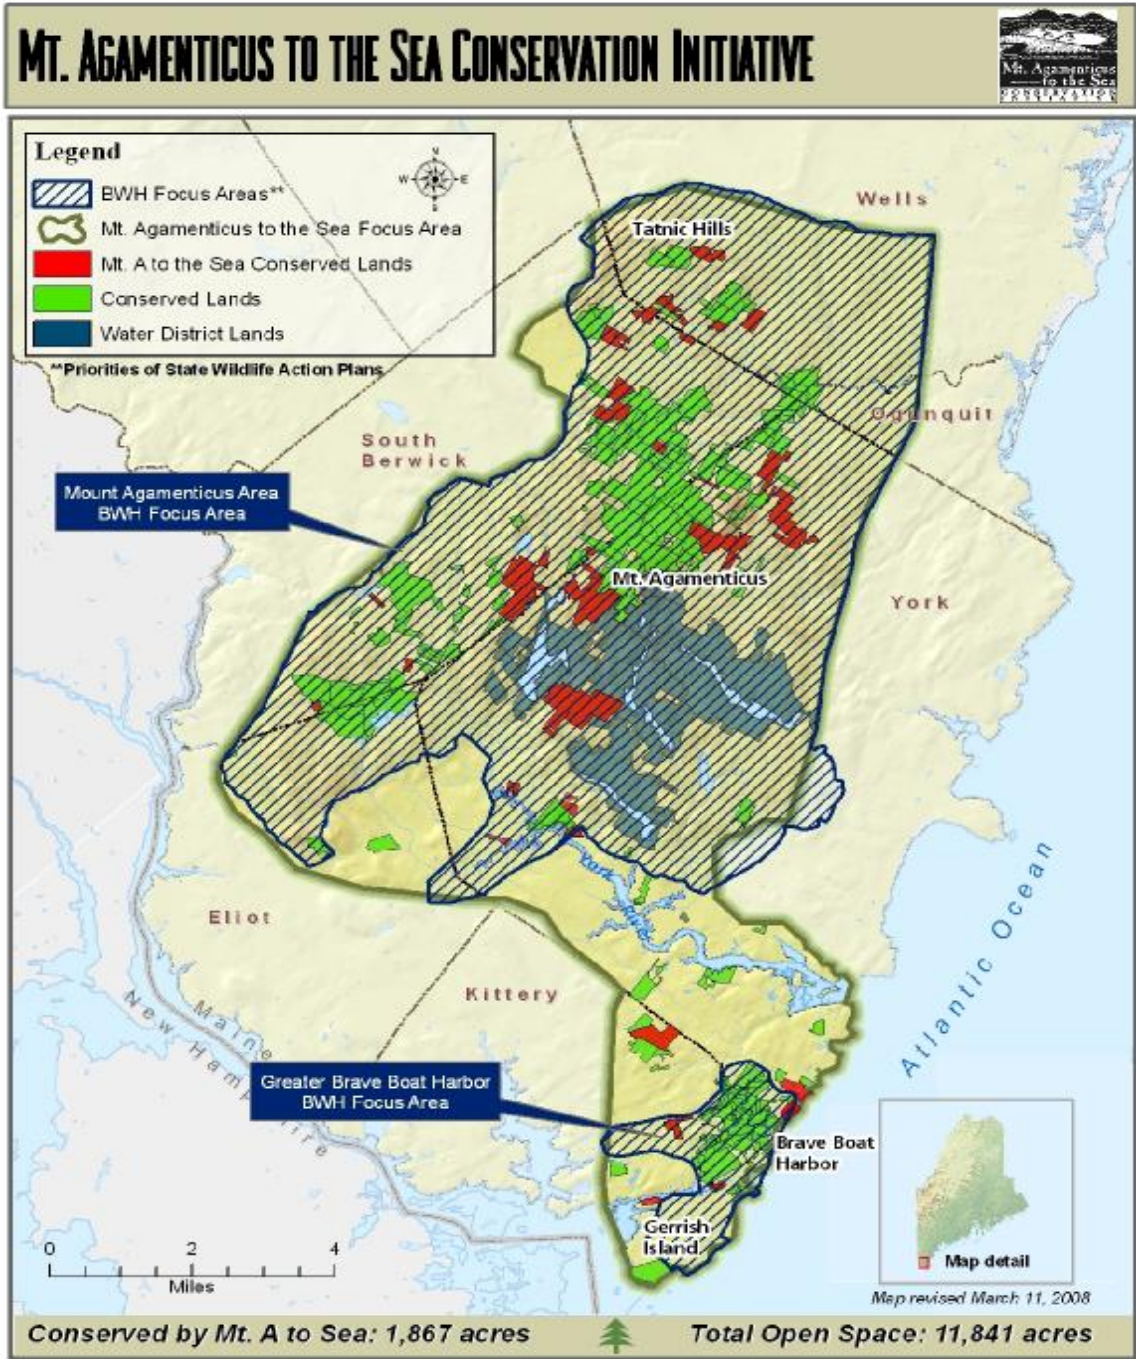 MT. AGAMENTICUS TO THE SEA CONSERVATION INITIATIVE
Mt. Agamenticus
to the Sea
Legend
N
W
E
S
BWH Focus Areas**
Mt. Agamenticus to the Sea Focus Area
Mt. A to the Sea Conserved Lands
Conserved Lands
Water District Lands
**Priorities of State Wildlife Action Plans
Wells
Tatnic Hills
Ogunquit
South
Berwick
Mount Agamenticus Area
BWH Focus Area
Mt. Agamenticus
York
York
River
Eliot
Kittery
Atlantic Ocean
Maine
New Hampshire
Greater Brave Boat Harbor
BWH Focus Area
Brave Boat
Harbor
Gerrish
Island
0 2 4
Miles
Map detail
Map revised March 11, 2008
Conserved by Mt. A to Sea: 1,867 acres
Total Open Space: 11,841 acres